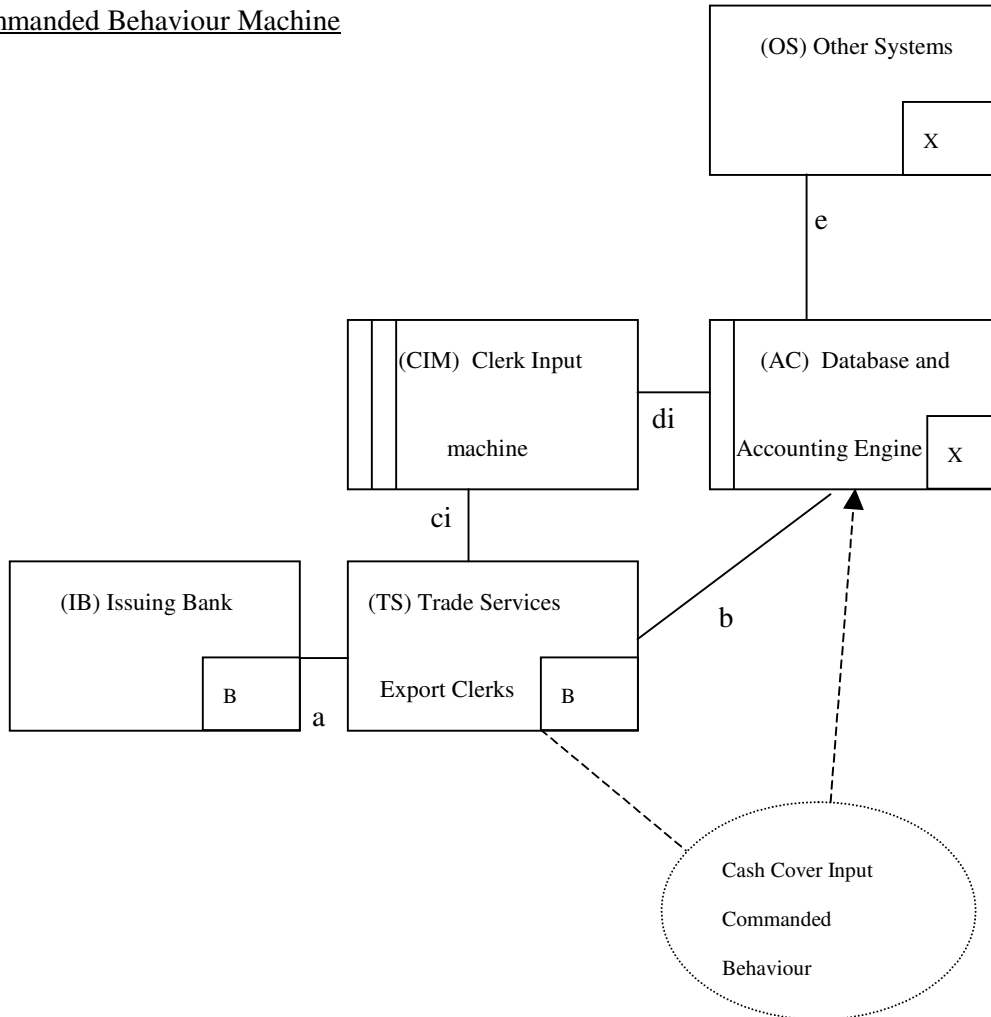 mmanded Behaviour Machine
(OS) Other Systems
X
e
(CIM) Clerk Input
machine
di
(AC) Database and
Accounting Engine
X
ci
(IB) Issuing Bank
B
a
(TS) Trade Services
Export Clerks
B
b
Cash Cover Input
Commanded
Behaviour